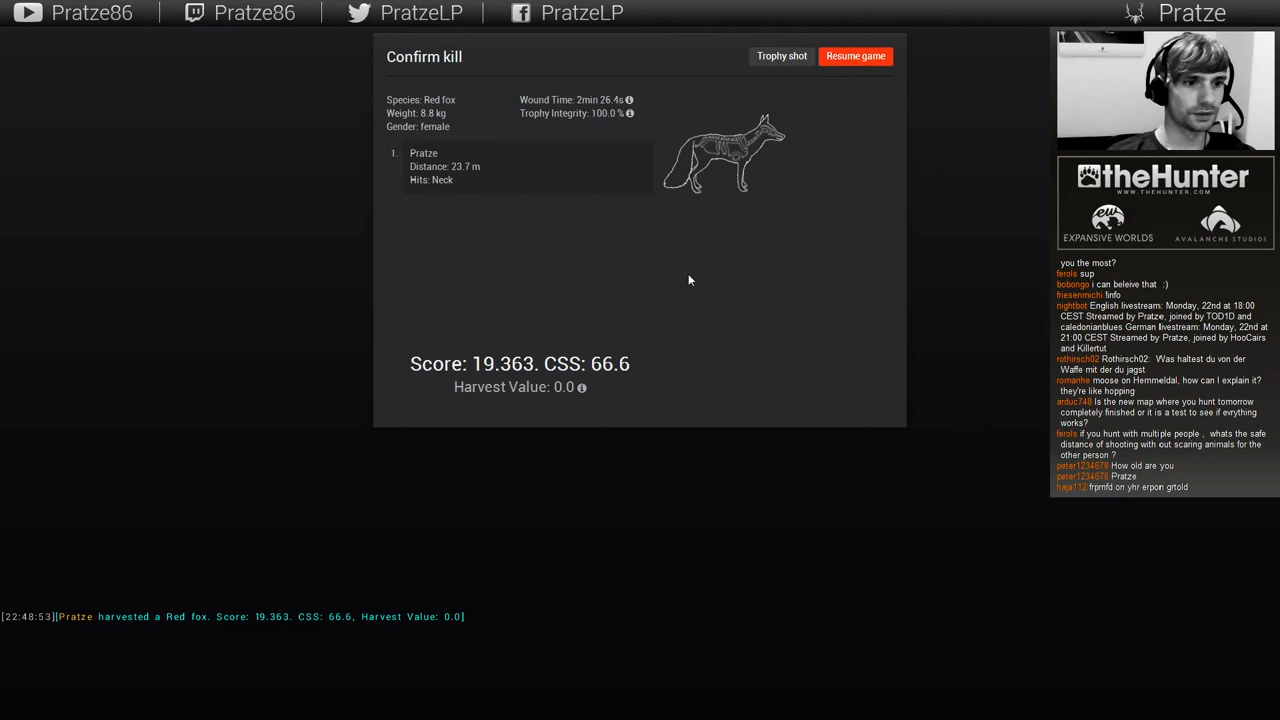 Pratze86
Pratze86
PratzeLP
PratzeLP
Pratze
Confirm kill
Trophy shot
Resume game
Species: Red fox
Weight: 8.8 kg
Gender: female
Wound Time: 2min 26.4s
Trophy Integrity: 100.0 %
1.
Pratze
Distance: 23.7 m
Hits: Neck
Score: 19.363. CSS: 66.6
Harvest Value: 0.0
theHunter
WWW.THEHUNTER.COM
ew
EXPANSIVE WORLDS
AVALANCHE STUDIOS
you the most?
ferols sup
bobongo i can beleive that :)
friesenmichi !info
nightbot English livestream: Monday, 22nd at 18:00
CEST Streamed by Pratze, joined by TOD1D and
caledonianblues German livestream: Monday, 22nd at
21:00 CEST Streamed by Pratze, joined by HooCairs
and Killertut
rothirsch02 Rothirsch02: Was haltest du von der
Waffe mit der du jagst
romanhe moose on Hemmeldal, how can I explain it?
they're like hopping
arduc748 Is the new map where you hunt tomorrow
completely finished or it is a test to see if evrything
works?
ferols if you hunt with multiple people , whats the safe
distance of shooting with out scaring animals for the
other person ?
peter1234678 How old are you
peter1234678 Pratze
naja112 frprnfd on yhr erpon grtold
[22:48:53][Pratze harvested a Red fox. Score: 19.363. CSS: 66.6, Harvest Value: 0.0]